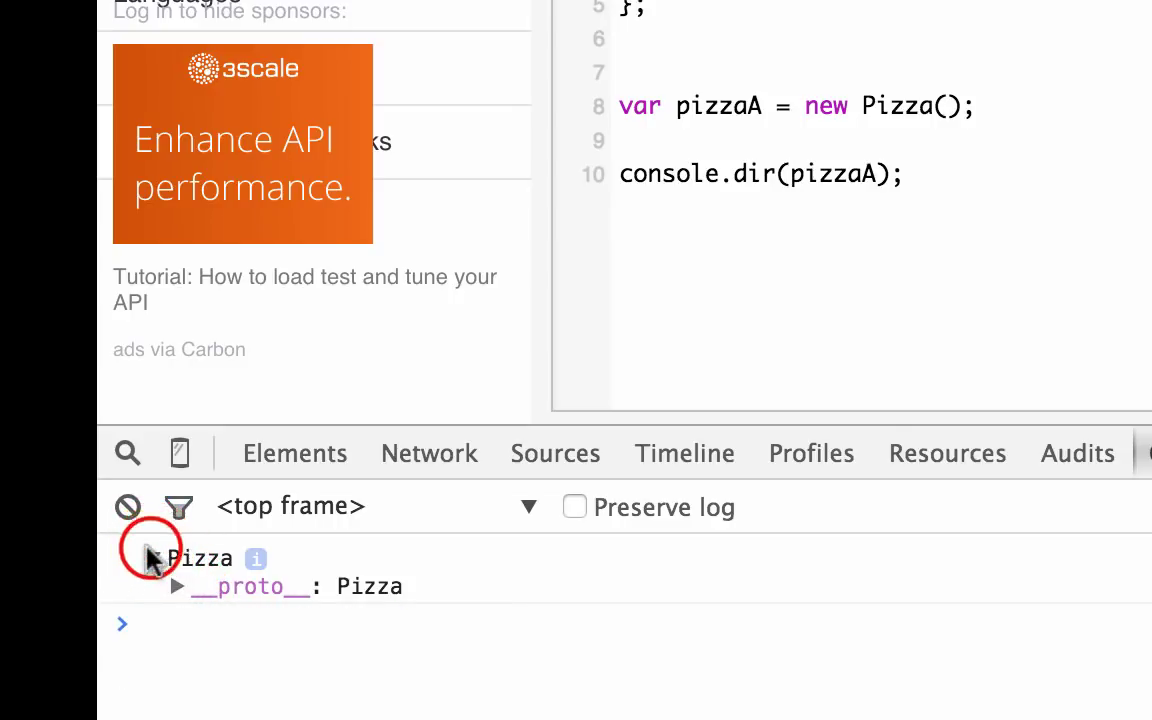 Languages
Log in to hide sponsors:
3scale
Enhance API
performance.
ks
Tutorial: How to load test and tune your
API
ads via Carbon
5 };
6
7
8 var pizzaA = new Pizza();
9
10 console.dir(pizzaA);
Elements Network Sources Timeline Profiles Resources Audits
<top frame> ▼ Preserve log
Pizza i
▶ __proto__: Pizza
>